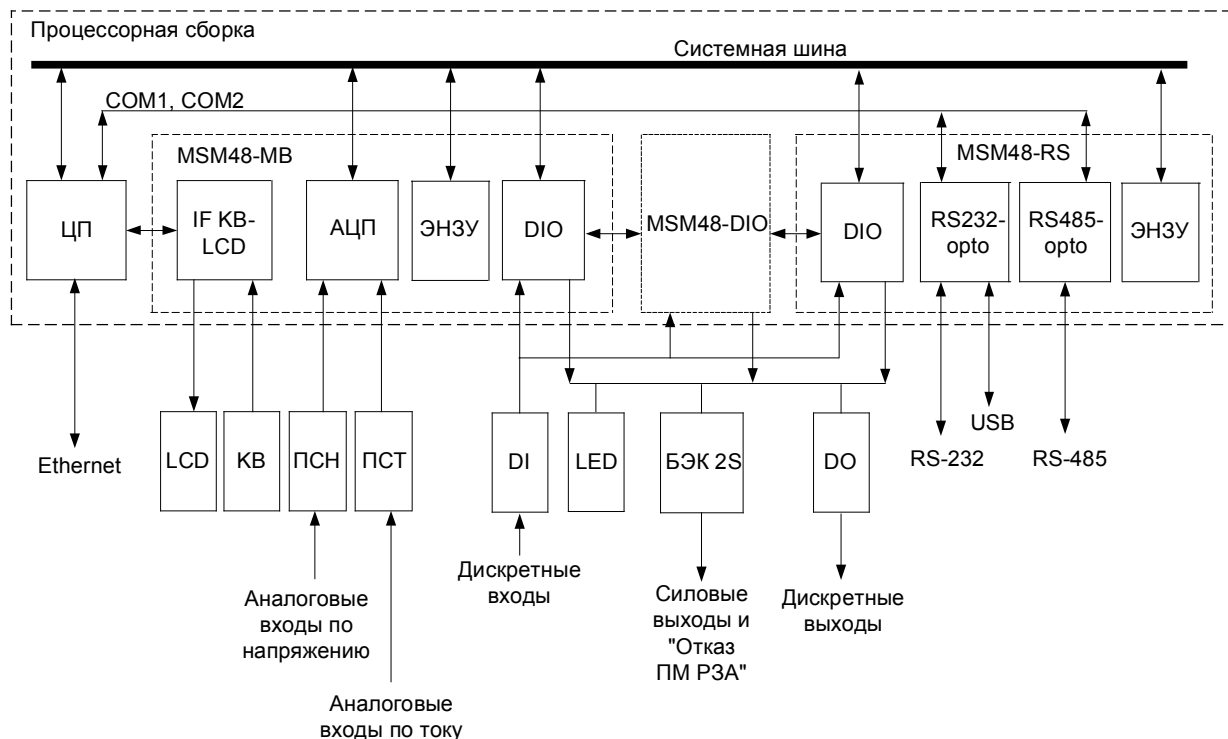 Процессорная сборка
Системная шина
COM1, COM2
MSM48-MB
MSM48-RS
ЦП
IF KB-
LCD
АЦП
ЭНЗУ
DIO
MSM48-DIO
DIO
RS232-
opto
RS485-
opto
ЭНЗУ
Ethernet
LCD
KB
ПСН
ПСТ
DI
LED
БЭК 2S
DO
USB
RS-232
RS-485
Дискретные
входы
Аналоговые
входы по
напряжению
Силовые
выходы и
"Отказ
ПМ РЗА"
Дискретные
выходы
Аналоговые
входы по току